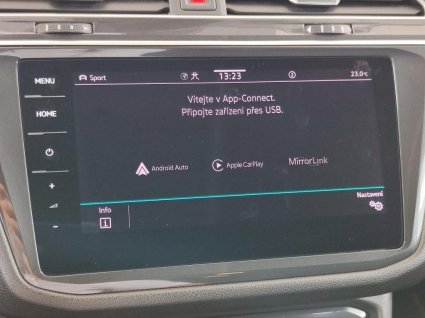 MENU
Sport
13:23
23.0°C
HOME
Vítejte v App-Connect.
Připojte zařízení přes USB.
Android Auto
Apple CarPlay
MirrorLink
+
-
Nastavení
Info
i